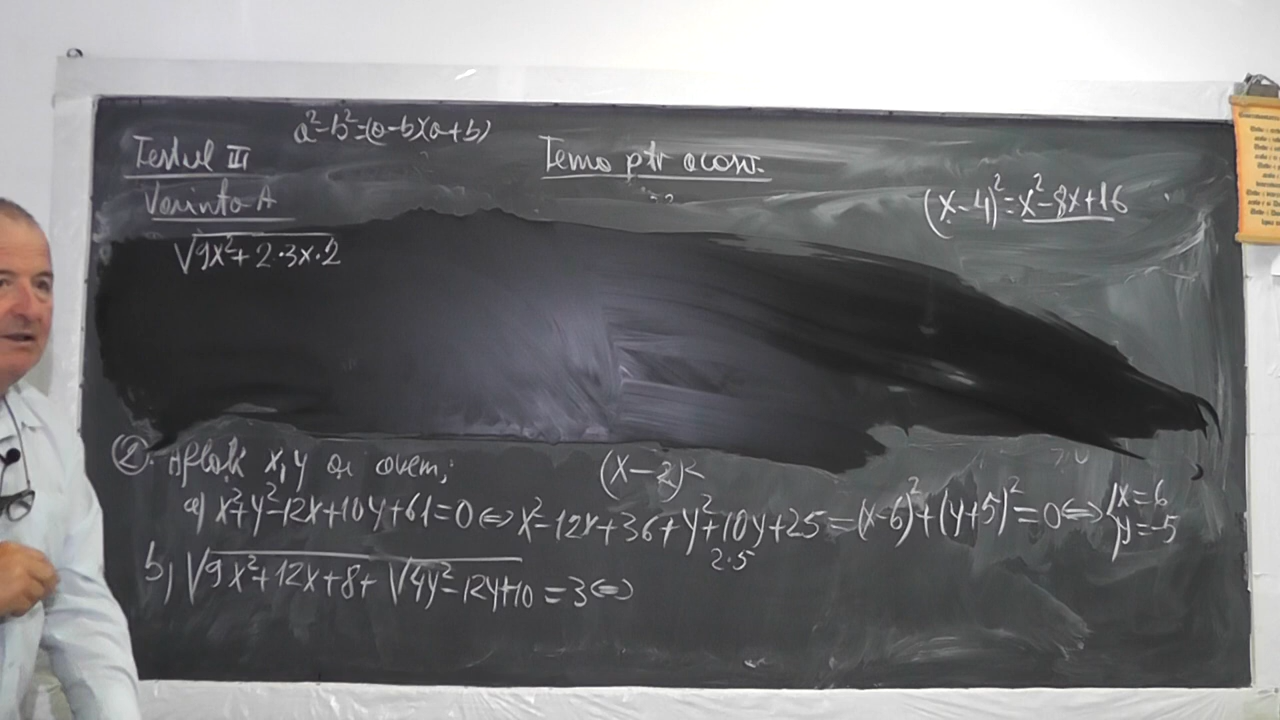 a²-b²=(a-b)(a+b)
Testul III
Tema ptr acasă.
Varianta A
(x-4)²=x²-8x+16
√9x²+2·3x·2
②. Aflați x,y dc avem;
(x-2)²
a) x²+y²-12x+10y+61=0⇔x²-12x+36+y²+10y+25=(x-6)²+(y+5)²=0⇔{x=6
y=-5
2·5
b) √9x²+12x+8+√4y²-12y+10=3⇔